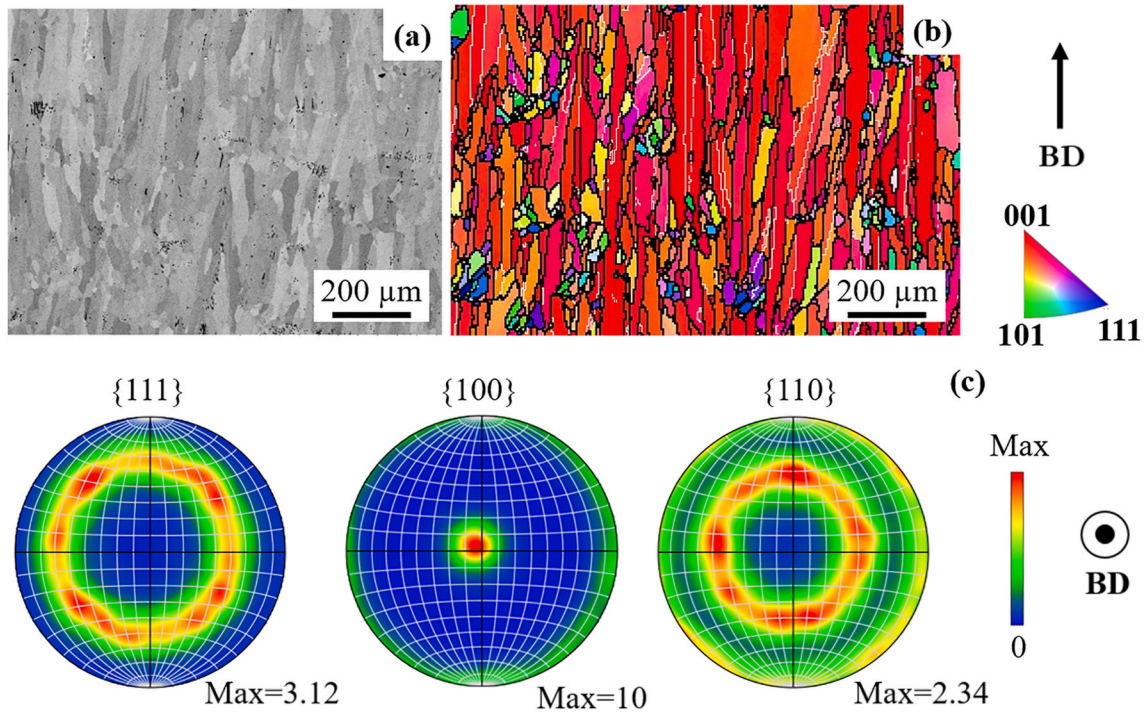 (a)
(b)
200 µm
200 µm
BD
001
101
111
(c)
{111}
{100}
{110}
Max
0
BD
Max=3.12
Max=10
Max=2.34